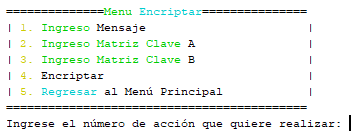 ==============Menu Encriptar===============
| 1. Ingreso Mensaje |
| 2. Ingreso Matriz Clave A |
| 3. Ingreso Matriz Clave B |
| 4. Encriptar |
| 5. Regresar al Menú Principal |
===========================================
Ingrese el número de acción que quiere realizar: